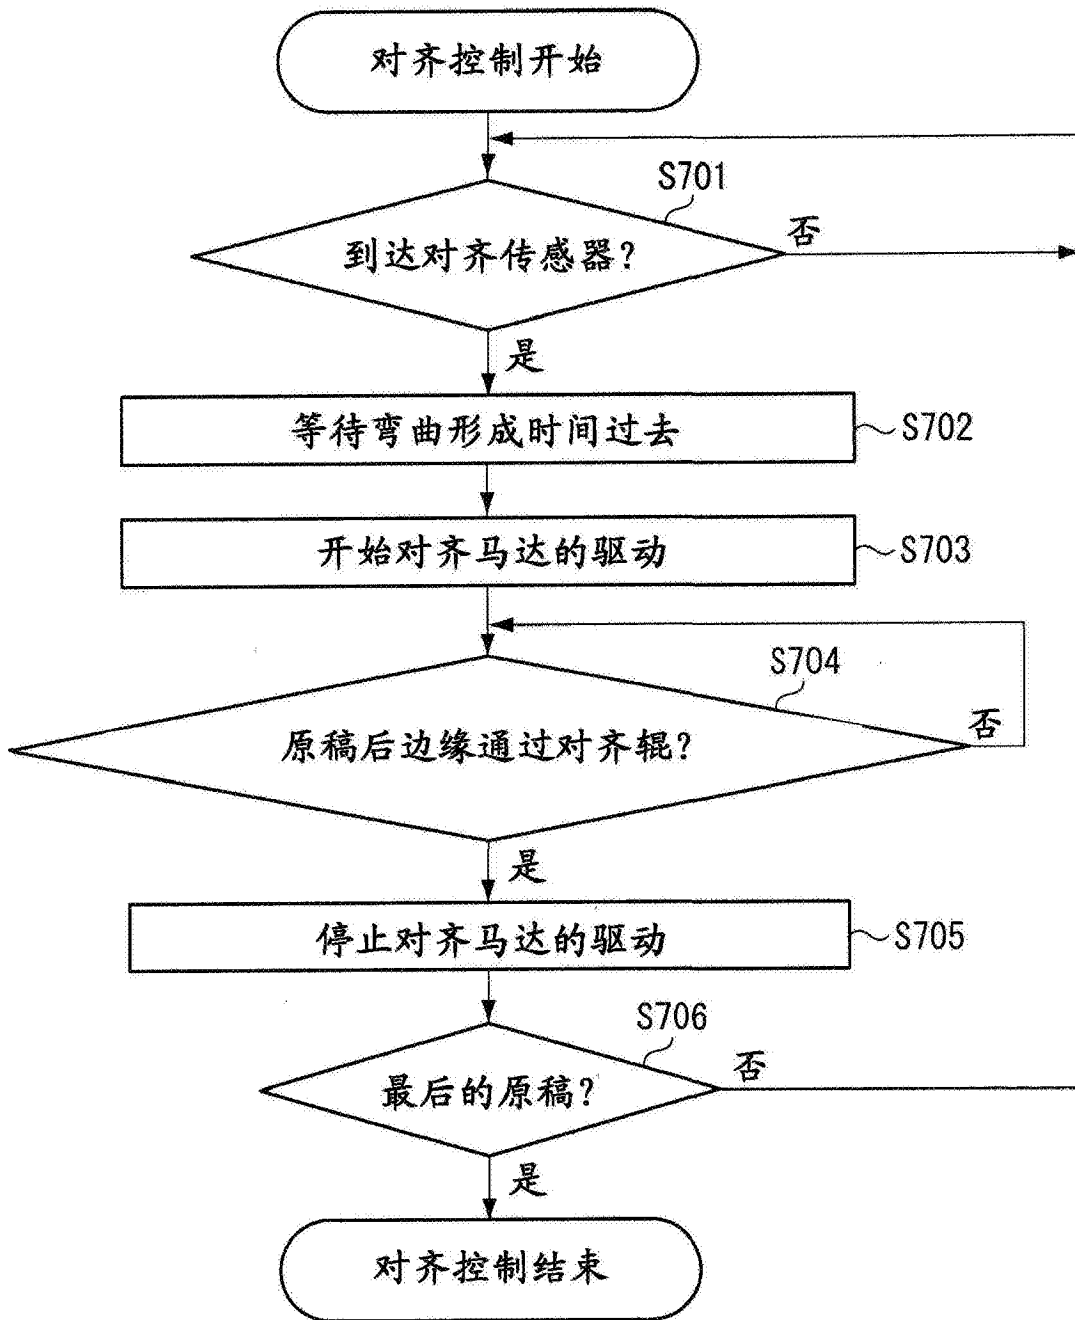 对齐控制开始
S701
到达对齐传感器?
否
是
等待弯曲形成时间过去
S702
开始对齐马达的驱动
S703
S704
原稿后边缘通过对齐辊?
否
是
停止对齐马达的驱动
S705
S706
最后的原稿?
否
是
对齐控制结束